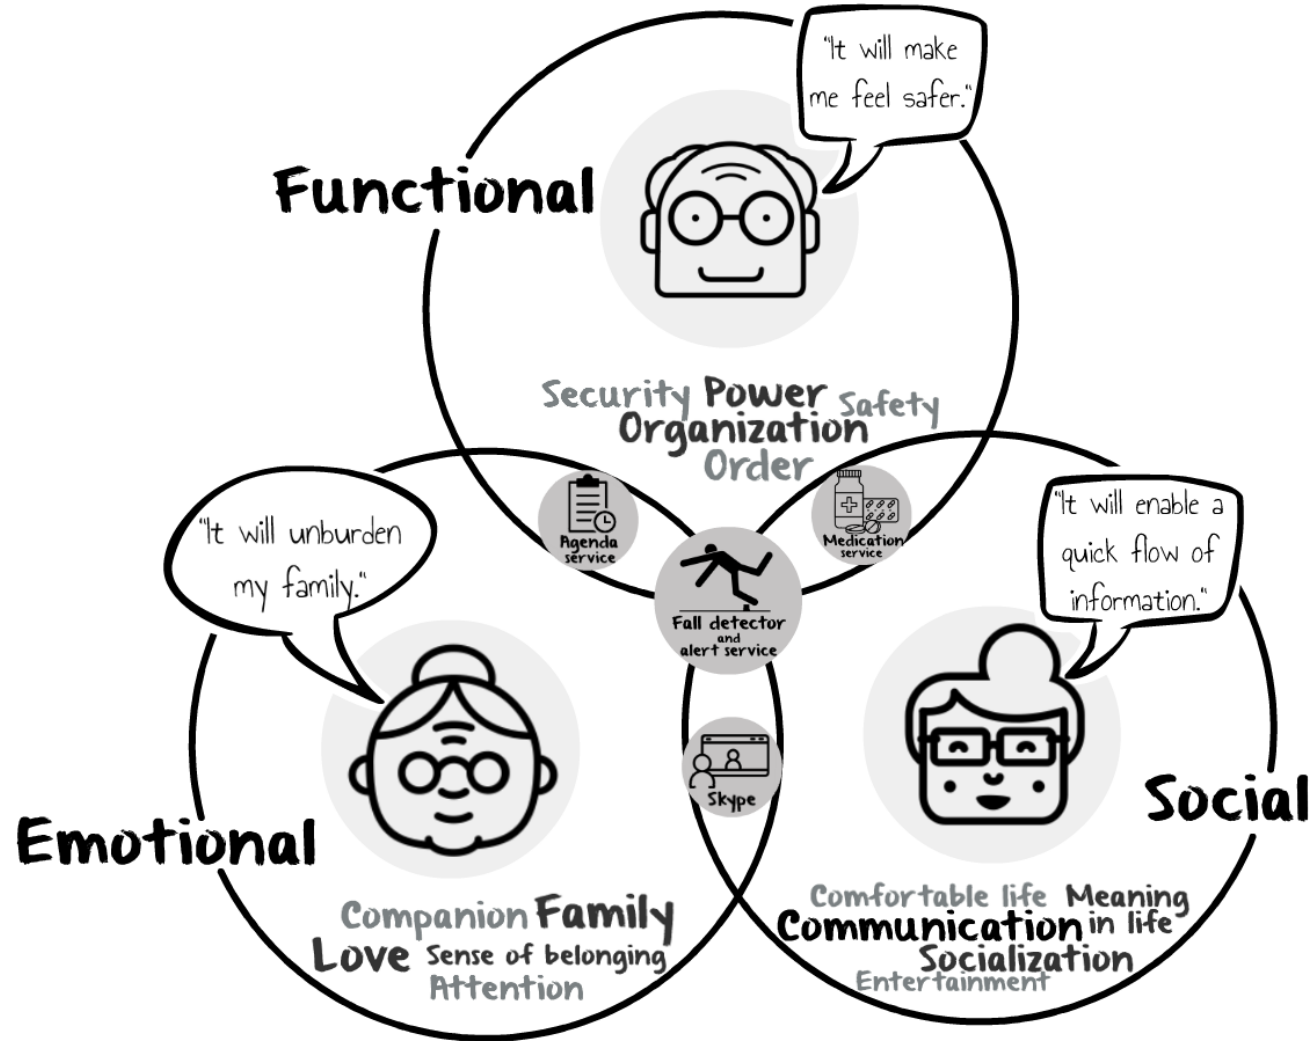 "It will make
me feel safer."
Functional
Security Power Safety
Organization
Order
"It will unburden
my family."
Agenda
service
Medication
service
"It will enable a
quick flow of
information."
Fall detector
and
alert service
Skype
Emotional
Social
Companion Family
Love Sense of belonging
Attention
Comfortable life Meaning
Communication in life
Socialization
Entertainment